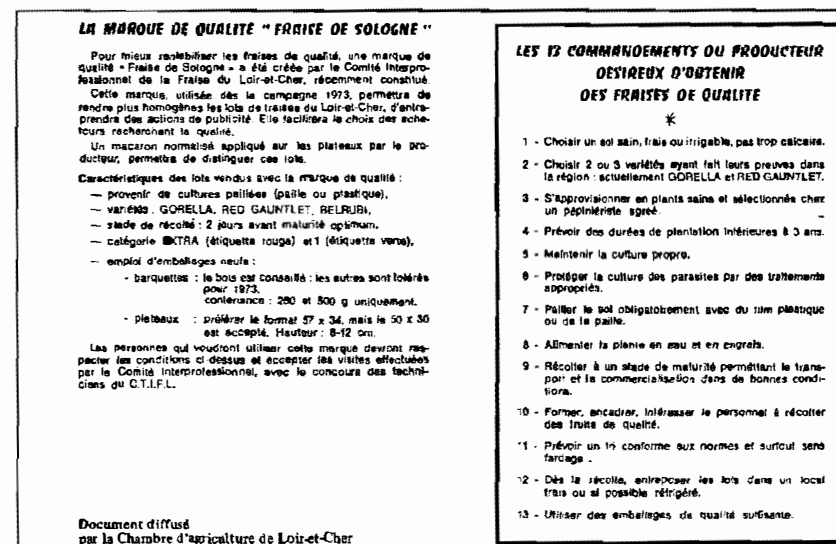 LA MARQUE DE QUALITE " FRAISE DE SOLOGNE "
Pour mieux rentabiliser les fraises de qualité, une marque de
qualité « Fraise de Sologne » a été créée par le Comité Interpro-
fessionnel de la Fraise du Loir-et-Cher, récemment constitué.
Cette marque, utilisée dès la campagne 1973, permettra de
rendre plus homogènes les lots de fraises du Loir-et-Cher, d'entre-
prendre des actions de publicité. Elle facilitera le choix des ache-
teurs recherchant la qualité.
Un macaron normalisé appliqué sur les plateaux par le pro-
ducteur, permettra de distinguer ces lots.
Caractéristiques des lots vendus avec la marque de qualité :
— provenir de cultures paillées (paille ou plastique),
— variétés : GORELLA, RED GAUNTLET, BELRUBI,
— stade de récolte : 2 jours avant maturité optimum,
— catégorie EXTRA (étiquette rouge) et 1 (étiquette verte),
— emploi d'emballages neufs :
- barquettes : le bois est conseillé : les autres sont tolérés
pour 1973.
contenance : 250 et 500 g uniquement.
- plateaux : préférer le format 57 x 34, mais le 50 x 30
est accepté. Hauteur : 8-12 cm.
Les personnes qui voudront utiliser cette marque devront res-
pecter les conditions ci-dessus et accepter les visites effectuées
par le Comité Interprofessionnel, avec le concours des techni-
ciens du C.T.I.F.L.
Document diffusé
par la Chambre d'agriculture de Loir-et-Cher
LES 13 COMMANDEMENTS DU PRODUCTEUR
DESIREUX D'OBTENIR
DES FRAISES DE QUALITE
*
1 - Choisir un sol sain, frais ou irrigable, pas trop calcaire.
2 - Choisir 2 ou 3 variétés ayant fait leurs preuves dans
la région : actuellement GORELLA et RED GAUNTLET.
3 - S'approvisionner en plants sains et sélectionnés chez
un pépiniériste agréé.
4 - Prévoir des durées de plantation inférieures à 3 ans.
5 - Maintenir la culture propre.
6 - Protéger la culture des parasites par des traitements
appropriés.
7 - Pailler le sol obligatoirement avec du film plastique
ou de la paille.
8 - Alimenter la plante en eau et en engrais.
9 - Récolter à un stade de maturité permettant le trans-
port et la commercialisation dans de bonnes condi-
tions.
10 - Former, encadrer, intéresser le personnel à récolter
des fruits de qualité.
11 - Prévoir un tri conforme aux normes et surtout sans
fardage .
12 - Dès la récolte, entreposer les lots dans un local
frais ou si possible réfrigéré.
13 - Utiliser des emballages de qualité suffisante.